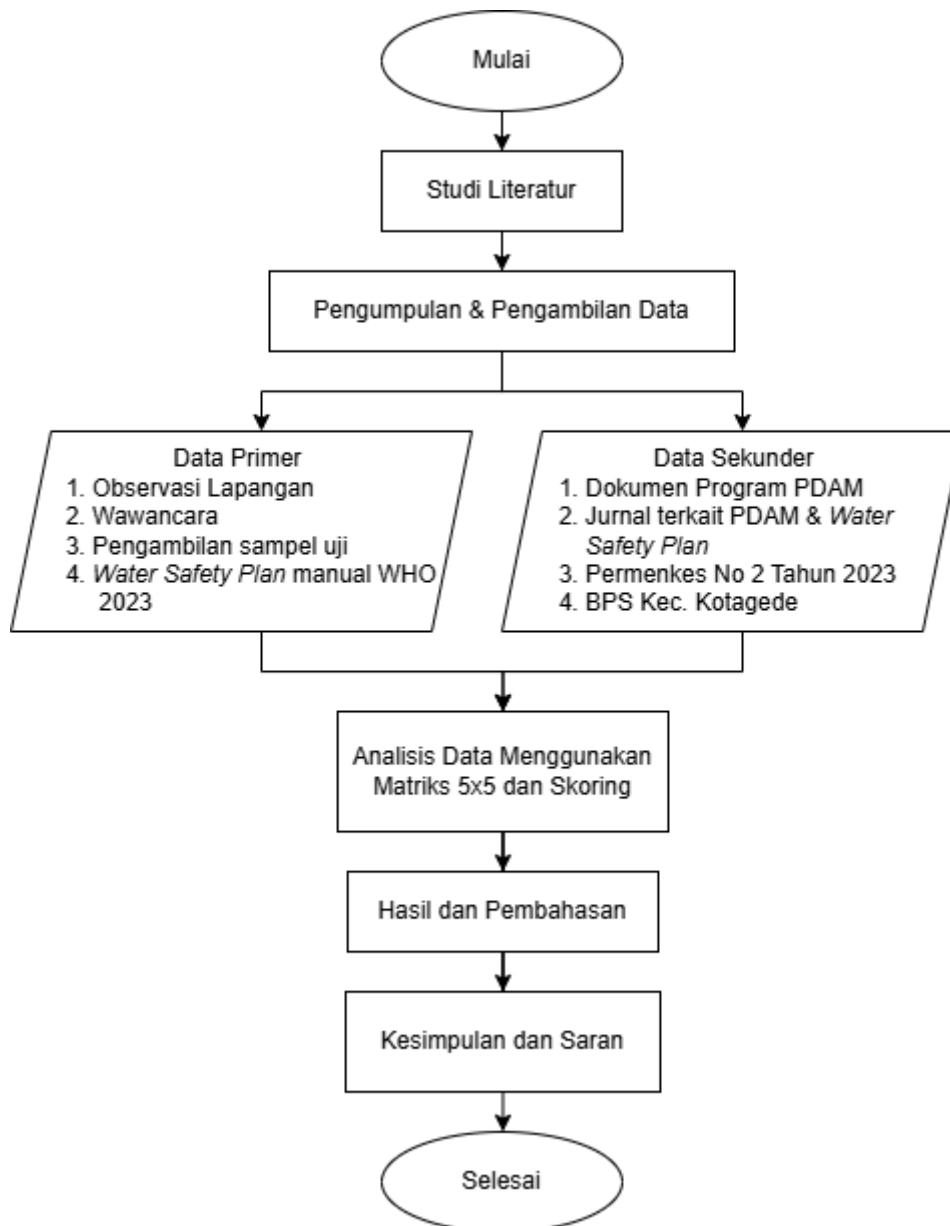 Mulai
Studi Literatur
Pengumpulan & Pengambilan Data
Data Primer
1. Observasi Lapangan
2. Wawancara
3. Pengambilan sampel uji
4. Water Safety Plan manual WHO
2023
Data Sekunder
1. Dokumen Program PDAM
2. Jurnal terkait PDAM & Water
Safety Plan
3. Permenkes No 2 Tahun 2023
4. BPS Kec. Kotagede
Analisis Data Menggunakan
Matriks 5x5 dan Skoring
Hasil dan Pembahasan
Kesimpulan dan Saran
Selesai